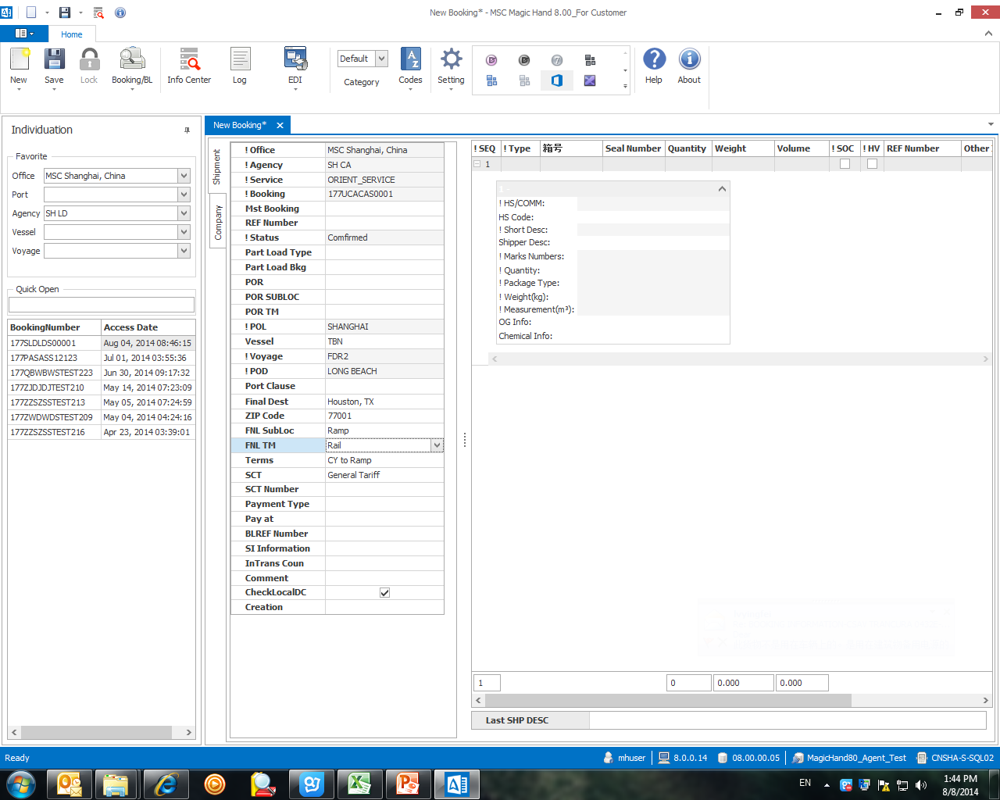 New Booking* - MSC Magic Hand 8.00_For Customer
Home
New
Save
Lock
Booking/BL
Info Center
Log
EDI
Default
Category
Codes
Setting
Help
About
Individuation
Favorite
Office MSC Shanghai, China
Port
Agency SH LD
Vessel
Voyage
Quick Open
BookingNumber Access Date
177SLDLDS00001 Aug 04, 2014 08:46:15
177PASASS12123 Jul 01, 2014 03:55:36
177QBWBWSTEST223 Jun 30, 2014 09:17:32
177ZJDJDJTEST210 May 14, 2014 07:23:09
177ZZSZSSTEST213 May 05, 2014 07:24:59
177ZWDWDSTEST209 May 04, 2014 04:24:16
177ZZSZSSTEST216 Apr 23, 2014 03:39:01
New Booking*
Shipment
Company
! Office MSC Shanghai, China
! Agency SH CA
! Service ORIENT_SERVICE
! Booking 177UCACAS0001
Mst Booking
REF Number
! Status Comfirmed
Part Load Type
Part Load Bkg
POR
POR SUBLOC
POR TM
! POL SHANGHAI
Vessel TBN
! Voyage FDR2
! POD LONG BEACH
Port Clause
Final Dest Houston, TX
ZIP Code 77001
FNL SubLoc Ramp
FNL TM Rail
Terms CY to Ramp
SCT General Tariff
SCT Number
Payment Type
Pay at
BLREF Number
SI Information
InTrans Coun
Comment
CheckLocalDC
Creation
! SEQ ! Type 箱号 Seal Number Quantity Weight Volume ! SOC ! HV REF Number Other
1
! HS/COMM:
HS Code:
! Short Desc:
Shipper Desc:
! Marks Numbers:
! Quantity:
! Package Type:
! Weight(kg):
! Measurement(m³):
OG Info:
Chemical Info:
1 0 0.000 0.000
Last SHP DESC
Ready
mhuser 8.0.0.14 08.00.00.05 MagicHand80_Agent_Test CNSHA-S-SQL02
EN
1:44 PM
8/8/2014